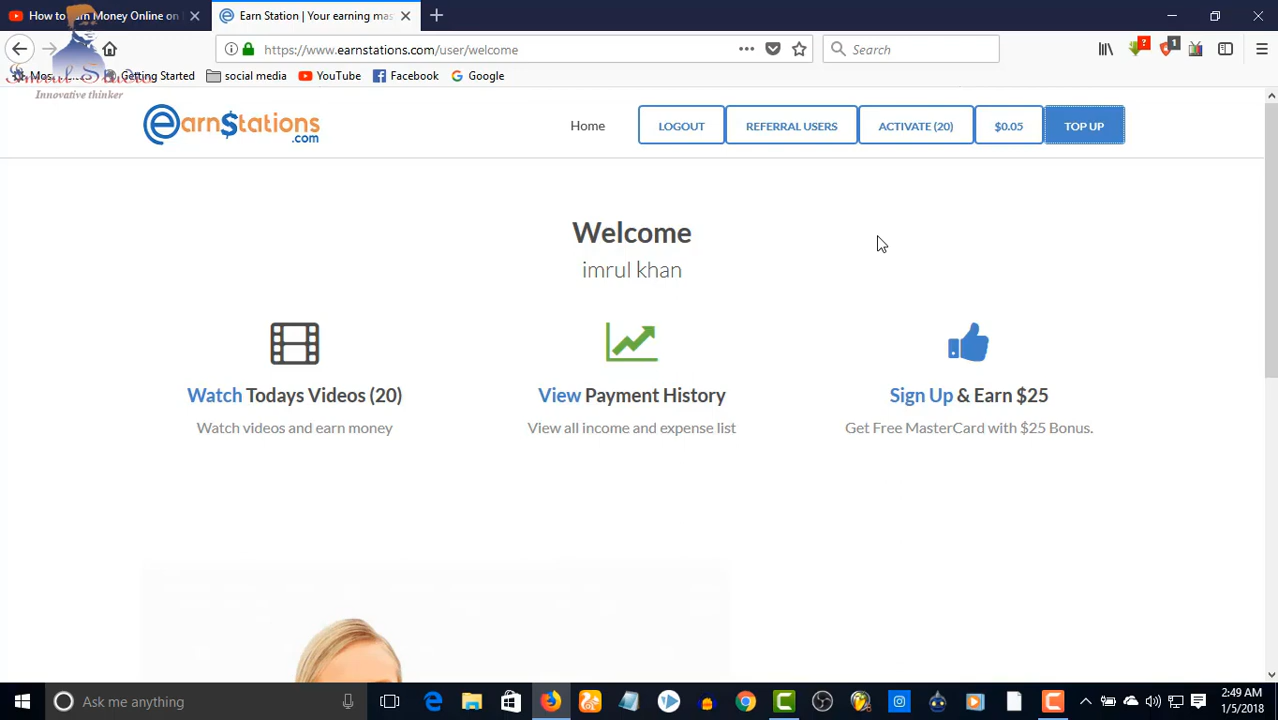 How to Earn Money Online on
Earn Station | Your earning mas
https://www.earnstations.com/user/welcome
Search
Getting Started
social media
YouTube
Facebook
Google
Innovative thinker
earn$tations
.com
Home
LOGOUT
REFERRAL USERS
ACTIVATE (20)
$0.05
TOP UP
Welcome
imrul khan
Watch Todays Videos (20)
View Payment History
Sign Up & Earn $25
Watch videos and earn money
View all income and expense list
Get Free MasterCard with $25 Bonus.
Ask me anything
2:49 AM
1/5/2018